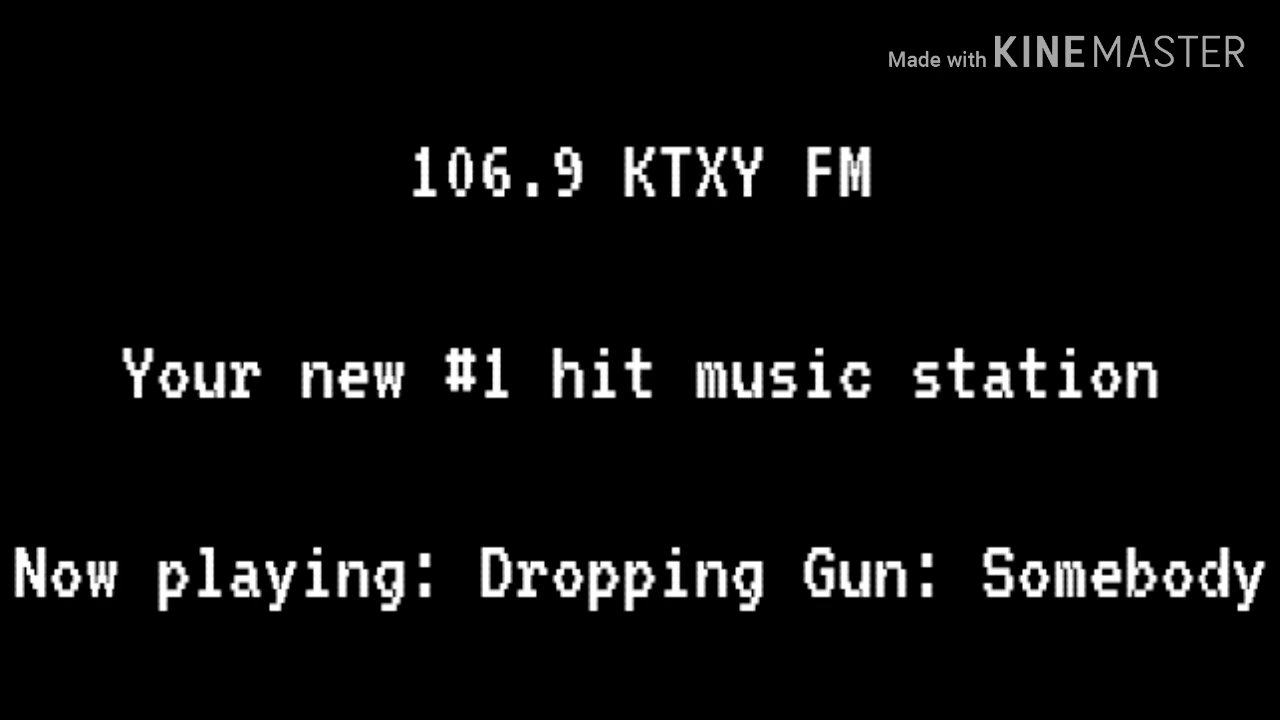 Made with KINEMASTER
106.9 KTXY FM
Your new #1 hit music station
Now playing: Dropping Gun: Somebody